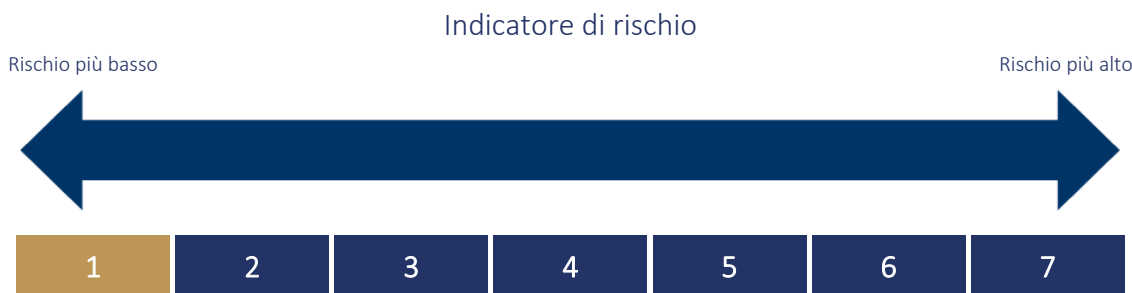 Indicatore di rischio
Rischio più basso Rischio più alto
1 2 3 4 5 6 7